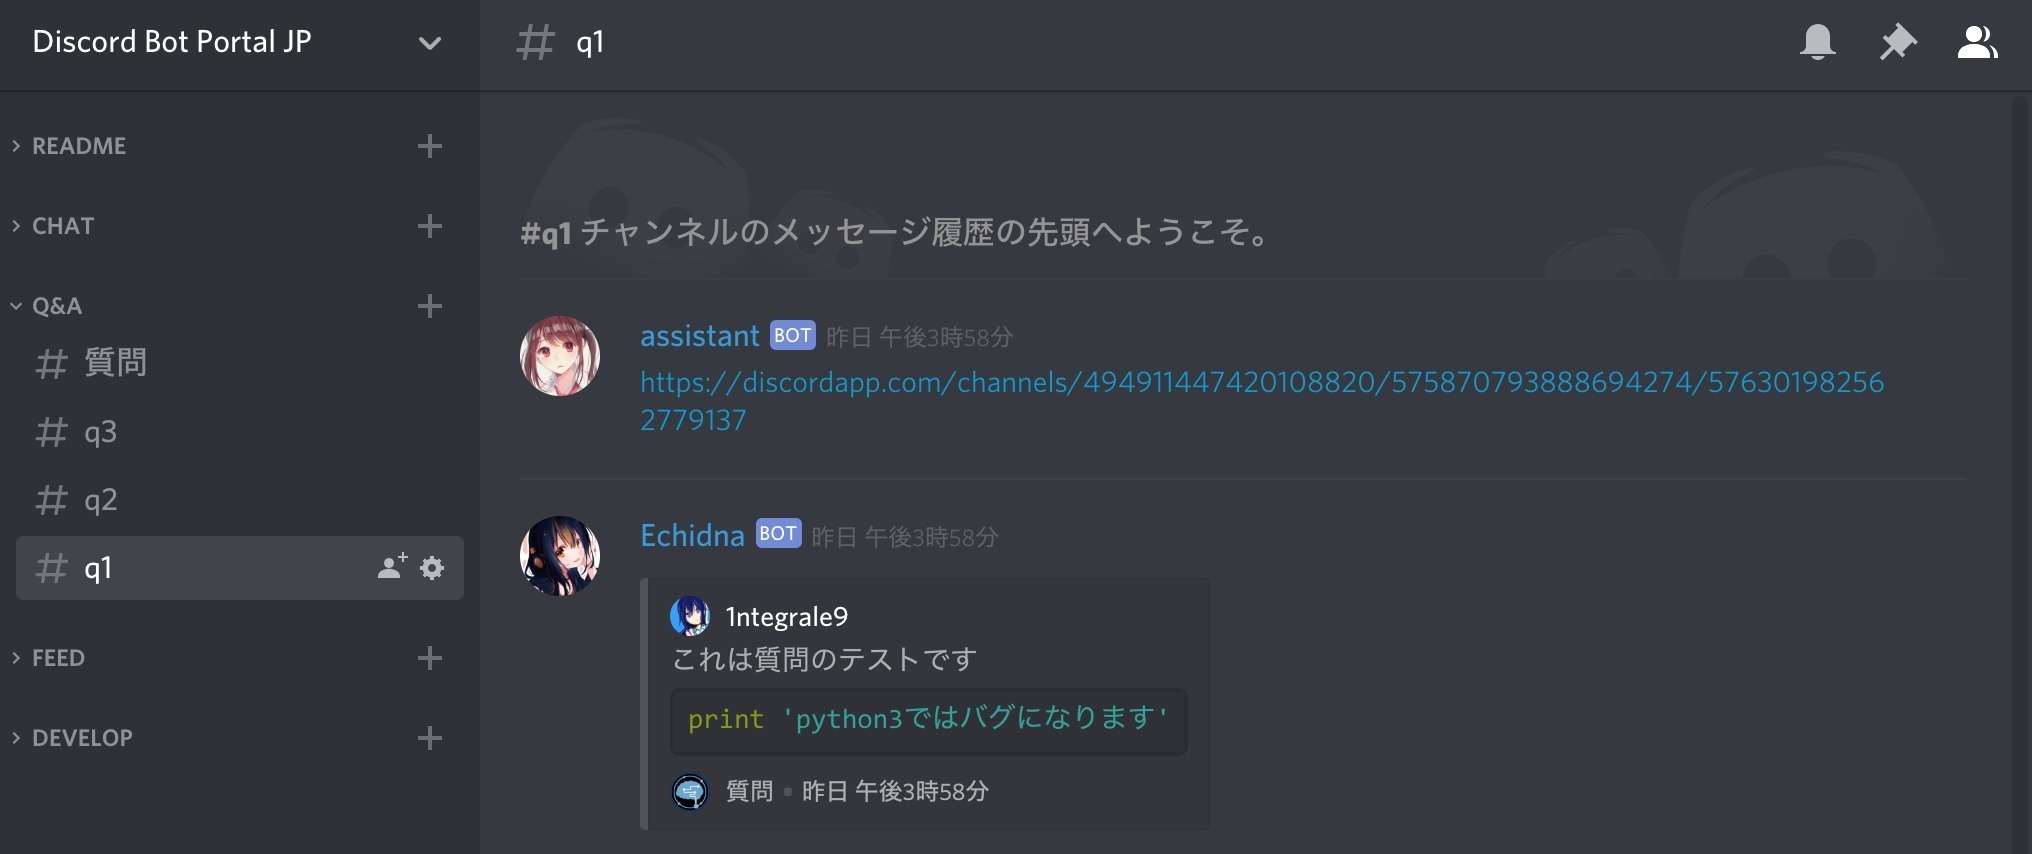 Discord Bot Portal JP
README
CHAT
Q&A
質問
q3
q2
q1
FEED
DEVELOP
q1
#q1 チャンネルのメッセージ履歴の先頭へようこそ。
assistant BOT 昨日 午後3時58分
https://discordapp.com/channels/494911447420108820/575870793888694274/57630198256
2779137
Echidna BOT 昨日 午後3時58分
1ntegrale9
これは質問のテストです
print 'python3ではバグになります'
質問 • 昨日 午後3時58分